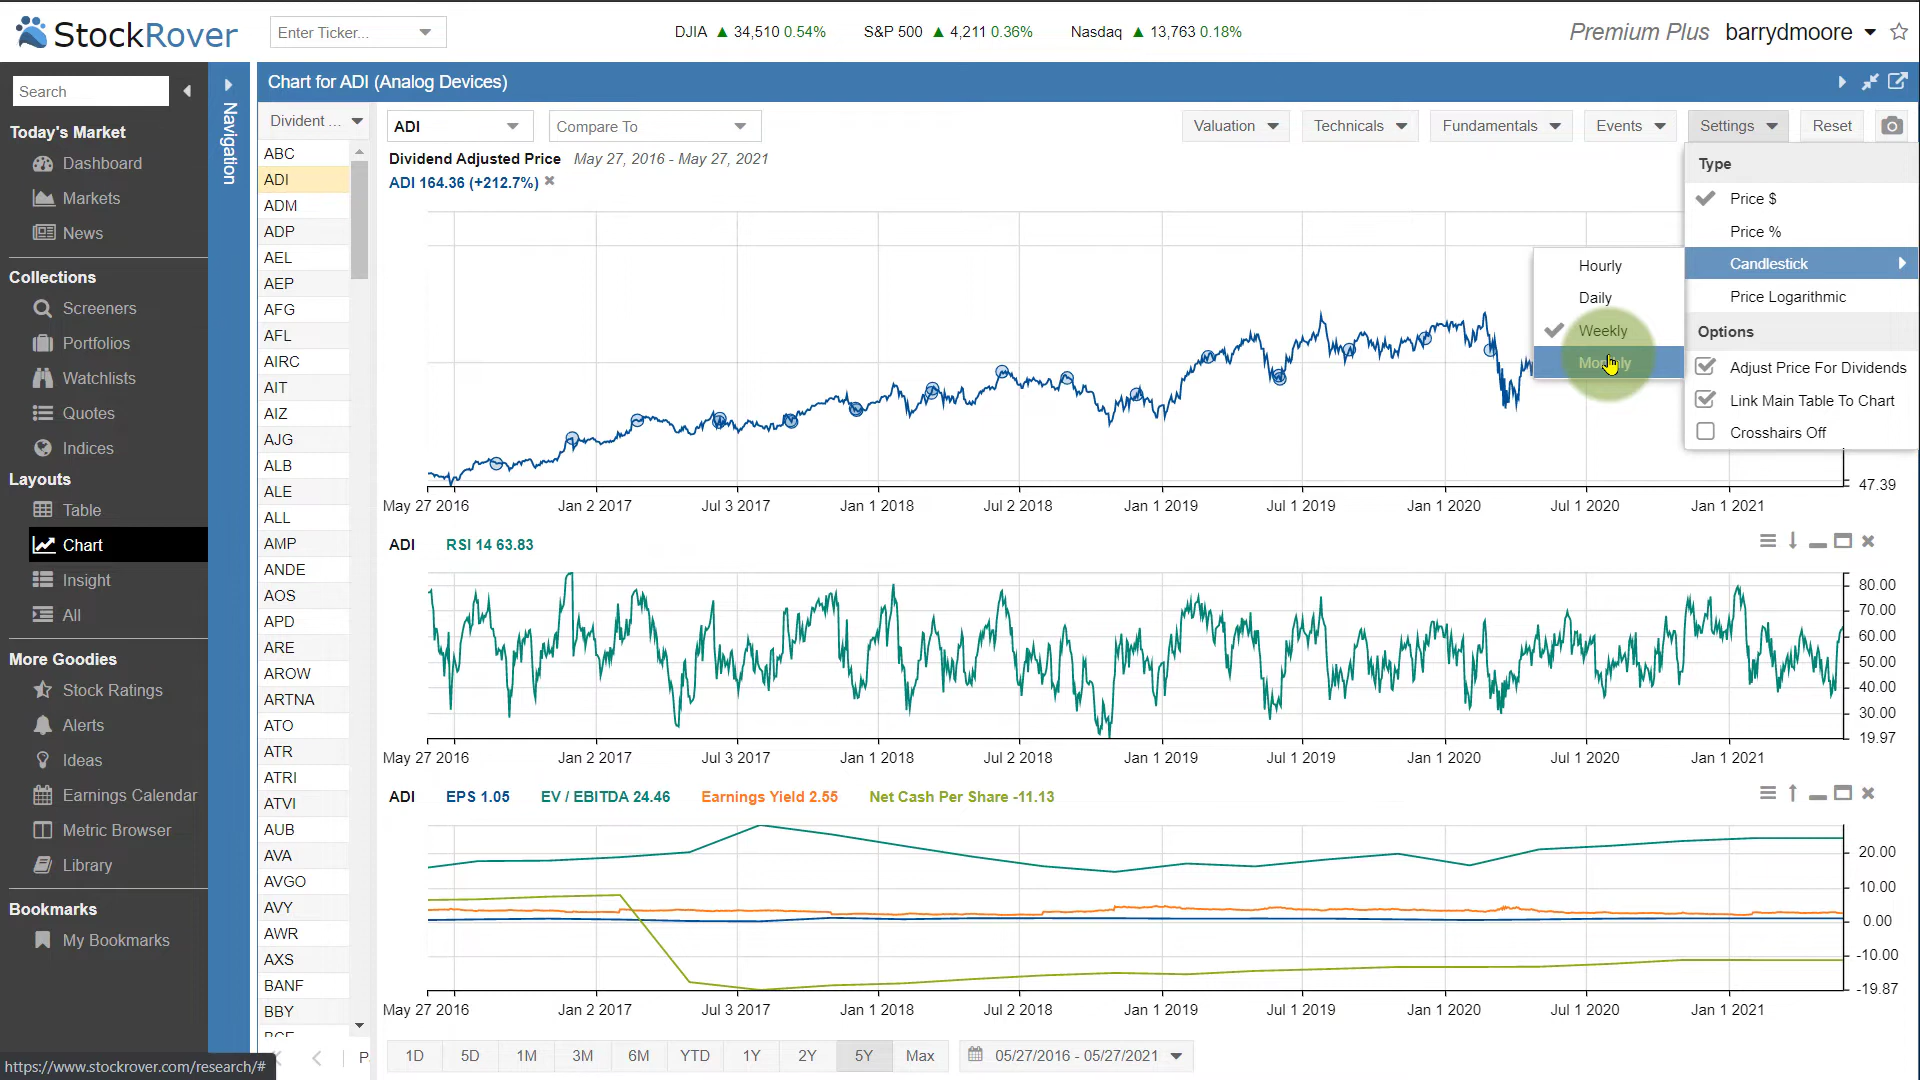 StockRover
Enter Ticker...
DJIA ▲ 34,510 0.54%
S&P 500 ▲ 4,211 0.36%
Nasdaq ▲ 13,763 0.18%
Premium Plus
barrydmoore
Search
Today's Market
Dashboard
Markets
News
Collections
Screeners
Portfolios
Watchlists
Quotes
Indices
Layouts
Table
Chart
Insight
All
More Goodies
Stock Ratings
Alerts
Ideas
Earnings Calendar
Metric Browser
Library
Bookmarks
My Bookmarks
https://www.stockrover.com/research/#
Navigation
Chart for ADI (Analog Devices)
Divident ...
ABC
ADI
ADM
ADP
AEL
AEP
AFG
AFL
AIRC
AIT
AIZ
AJG
ALB
ALE
ALL
AMP
ANDE
AOS
APD
ARE
AROW
ARTNA
ATO
ATR
ATRI
ATVI
AUB
AVA
AVGO
AVY
AWR
AXS
BANF
BBY
ADI
Compare To
Valuation
Technicals
Fundamentals
Events
Settings
Reset
Dividend Adjusted Price May 27, 2016 - May 27, 2021
ADI 164.36 (+212.7%)
Type
Price $
Price %
Candlestick
Price Logarithmic
Options
Adjust Price For Dividends
Link Main Table To Chart
Crosshairs Off
Hourly
Daily
Weekly
Monthly
47.39
May 27 2016 Jan 2 2017 Jul 3 2017 Jan 1 2018 Jul 2 2018 Jan 1 2019 Jul 1 2019 Jan 1 2020 Jul 1 2020 Jan 1 2021
ADI RSI 14 63.83
80.00
70.00
60.00
50.00
40.00
30.00
19.97
May 27 2016 Jan 2 2017 Jul 3 2017 Jan 1 2018 Jul 2 2018 Jan 1 2019 Jul 1 2019 Jan 1 2020 Jul 1 2020 Jan 1 2021
ADI EPS 1.05 EV / EBITDA 24.46 Earnings Yield 2.55 Net Cash Per Share -11.13
20.00
10.00
0.00
-10.00
-19.87
May 27 2016 Jan 2 2017 Jul 3 2017 Jan 1 2018 Jul 2 2018 Jan 1 2019 Jul 1 2019 Jan 1 2020 Jul 1 2020 Jan 1 2021
1D 5D 1M 3M 6M YTD 1Y 2Y 5Y Max 05/27/2016 - 05/27/2021